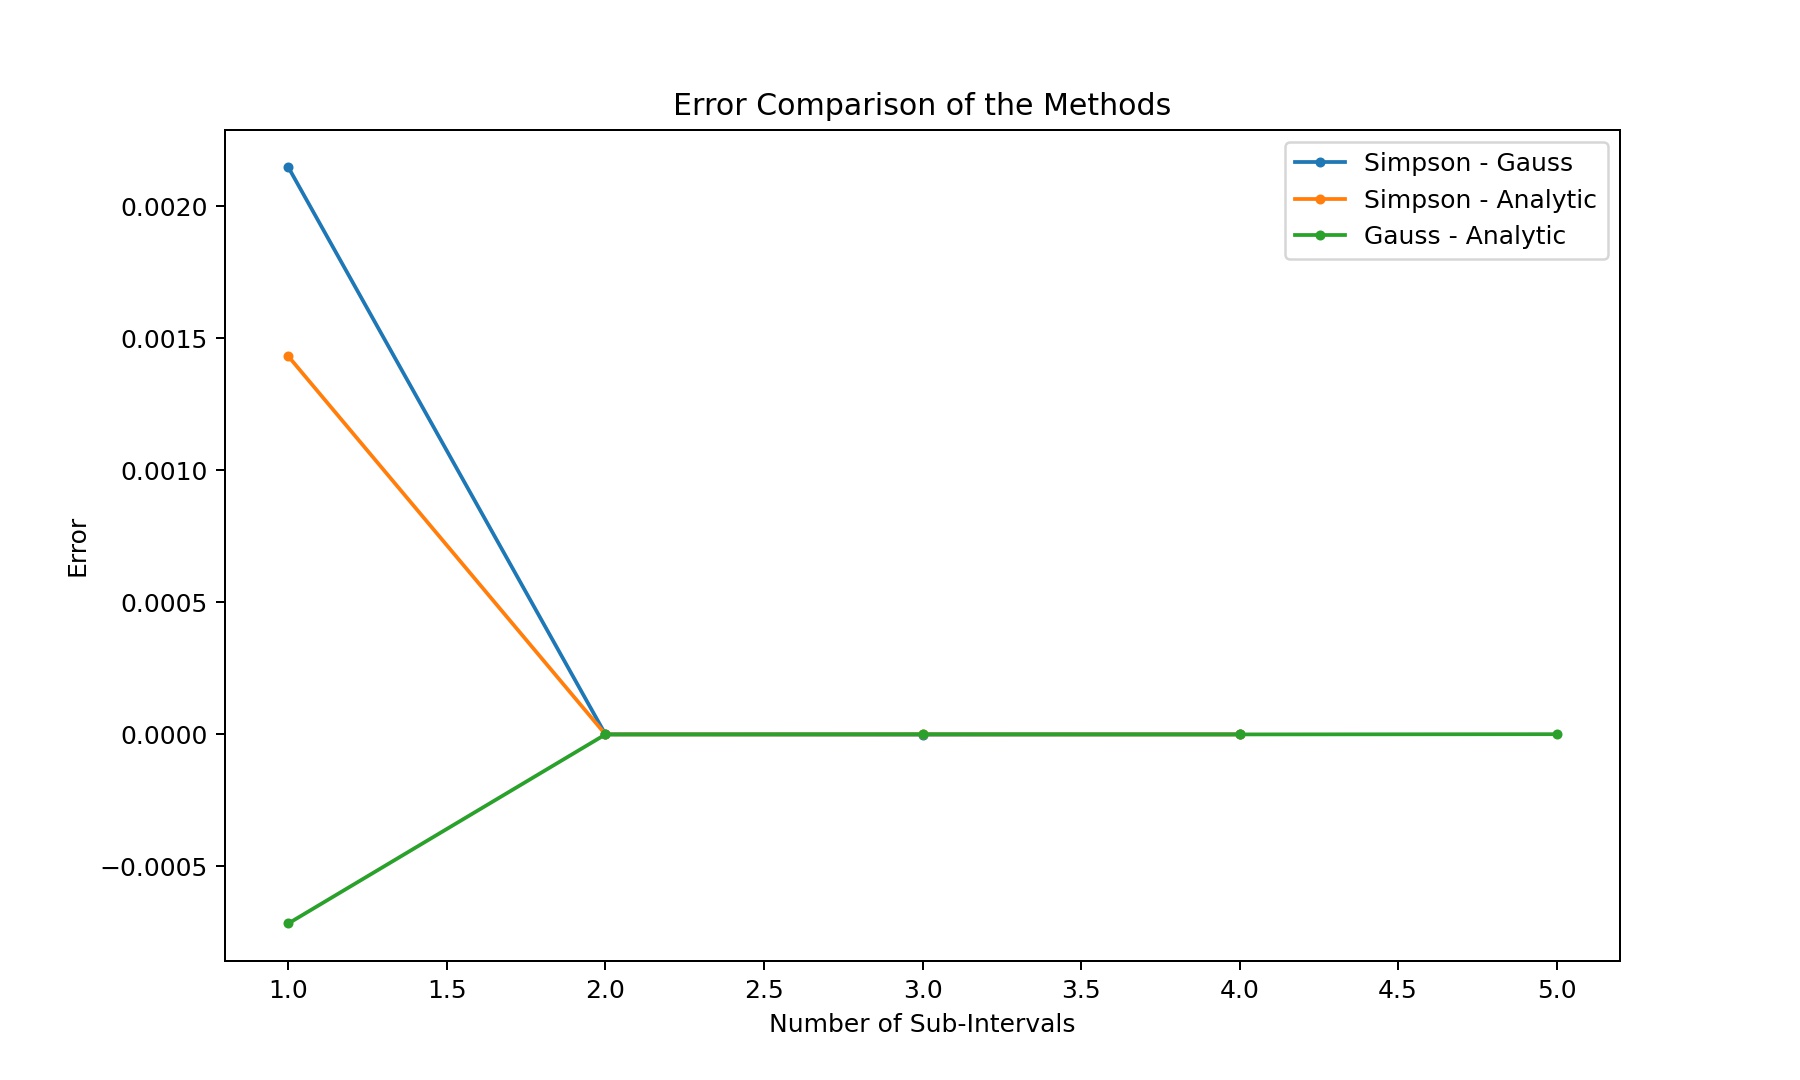 Error Comparison of the Methods
Simpson - Gauss
Simpson - Analytic
Gauss - Analytic
0.0020
0.0015
0.0010
0.0005
0.0000
−0.0005
Error
1.0 1.5 2.0 2.5 3.0 3.5 4.0 4.5 5.0
Number of Sub-Intervals